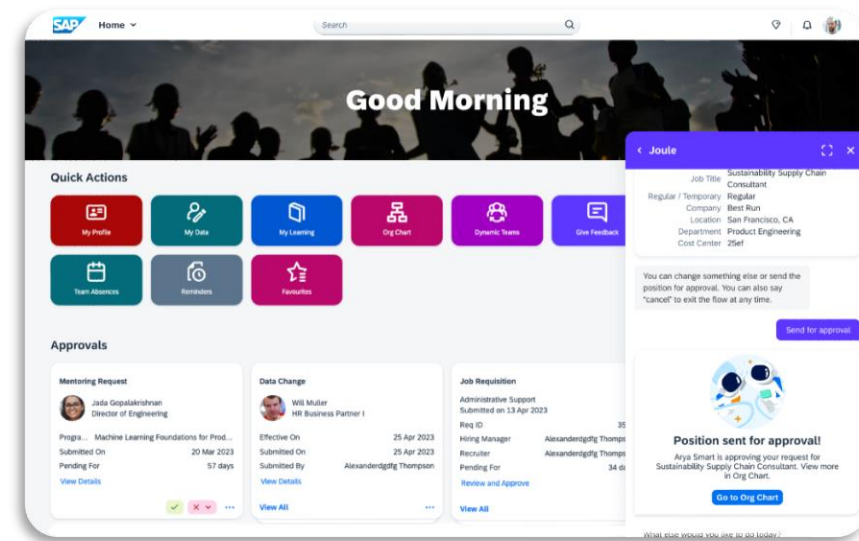 SAP
Home
Search
Good Morning
Quick Actions
My Profile
My Data
My Learning
Org Chart
Dynamic Teams
Give Feedback
Team Absences
Reminders
Favourites
Approvals
Mentoring Request
Jada Gopalakrishnan
Director of Engineering
Progra... Machine Learning Foundations for Prod...
Submitted On 20 Mar 2023
Pending For 57 days
View Details
Data Change
Will Muller
HR Business Partner I
Effective On 25 Apr 2023
Submitted On 25 Apr 2023
Submitted By Alexanderdgdfg Thompson
View Details
View All
Job Requisition
Administrative Support
Submitted on 13 Apr 2023
Req ID 35
Hiring Manager Alexanderdgdfg Thomps
Recruiter Alexanderdgdfg Thomps
Pending For 34 da
Review and Approve
View All
Joule
Job Title Sustainability Supply Chain
Consultant
Regular / Temporary Regular
Company Best Run
Location San Francisco, CA
Department Product Engineering
Cost Center 25ef
You can change something else or send the
position for approval. You can also say
"cancel" to exit the flow at any time.
Send for approval
Position sent for approval!
Arya Smart is approving your request for
Sustainability Supply Chain Consultant. View more
in Org Chart.
Go to Org Chart
What else would you like to do today?